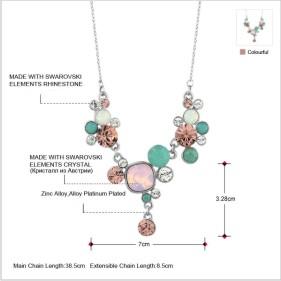 Colourful
MADE WITH SWAROVSKI
ELEMENTS RHINESTONE
MADE WITH SWAROVSKI
ELEMENTS CRYSTAL
(Кристалл из Австрии)
Zinc Alloy,Alloy Platinum Plated
3.28cm
7cm
Main Chain Length:38.5cm Extensible Chain Length:8.5cm